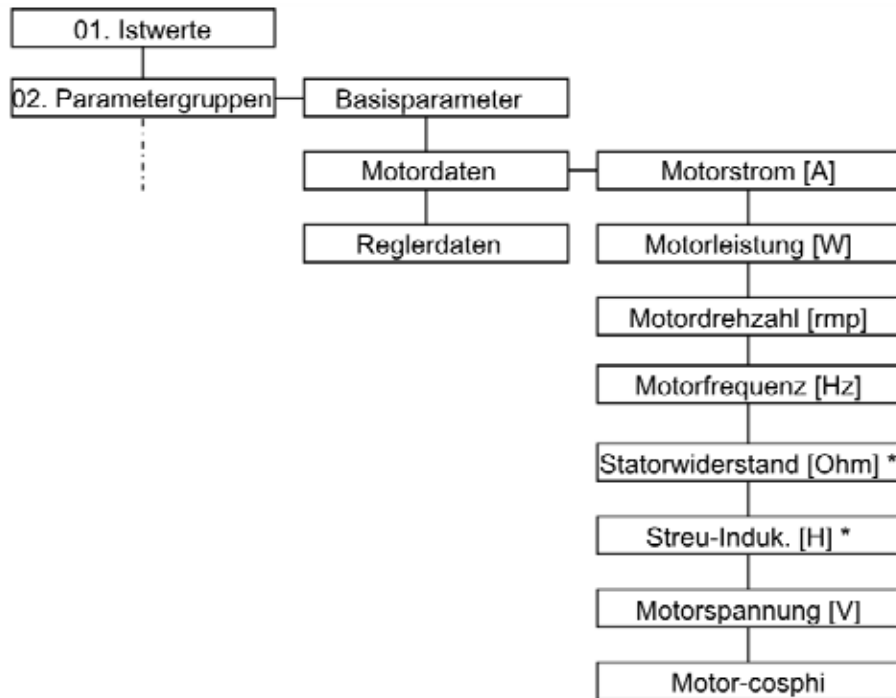 01. Istwerte
02. Parametergruppen
Basisparameter
Motordaten
Motorstrom [A]
Reglerdaten
Motorleistung [W]
Motordrehzahl [rmp]
Motorfrequenz [Hz]
Statorwiderstand [Ohm] *
Streu-Induk. [H] *
Motorspannung [V]
Motor-cosphi